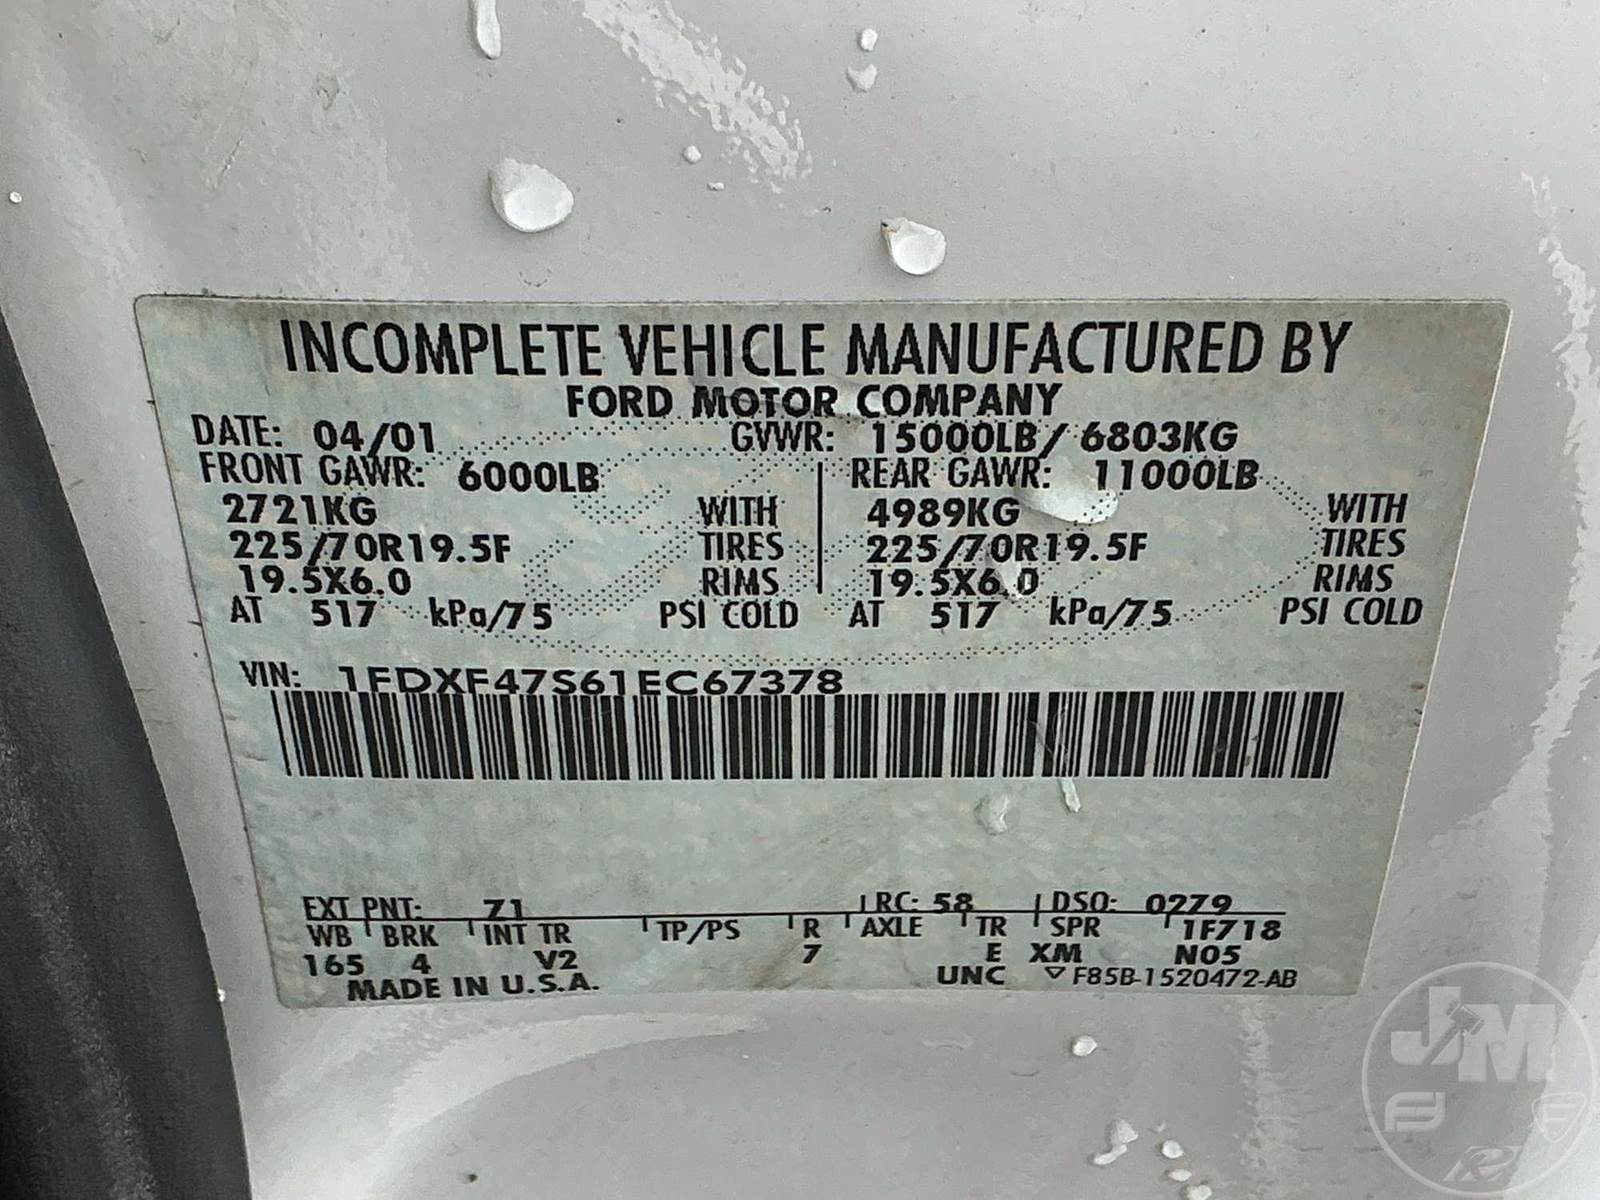 INCOMPLETE VEHICLE MANUFACTURED BY
FORD MOTOR COMPANY
DATE: 04/01 GVWR: 15000LB/ 6803KG
FRONT GAWR: 6000LB REAR GAWR: 11000LB
2721KG WITH 4989KG WITH
225/70R19.5F TIRES 225/70R19.5F TIRES
19.5X6.0 RIMS 19.5X6.0 RIMS
AT 517 kPa/75 PSI COLD AT 517 kPa/75 PSI COLD
VIN: 1FDXF47S61EC67378
EXT PNT: Z1 RC: 58 DSO: 0279
WB BRK INT TR TP/PS R AXLE TR SPR 1F718
165 4 V2 7 E XM N05
MADE IN U.S.A. UNC F85B-1520472-AB
JM